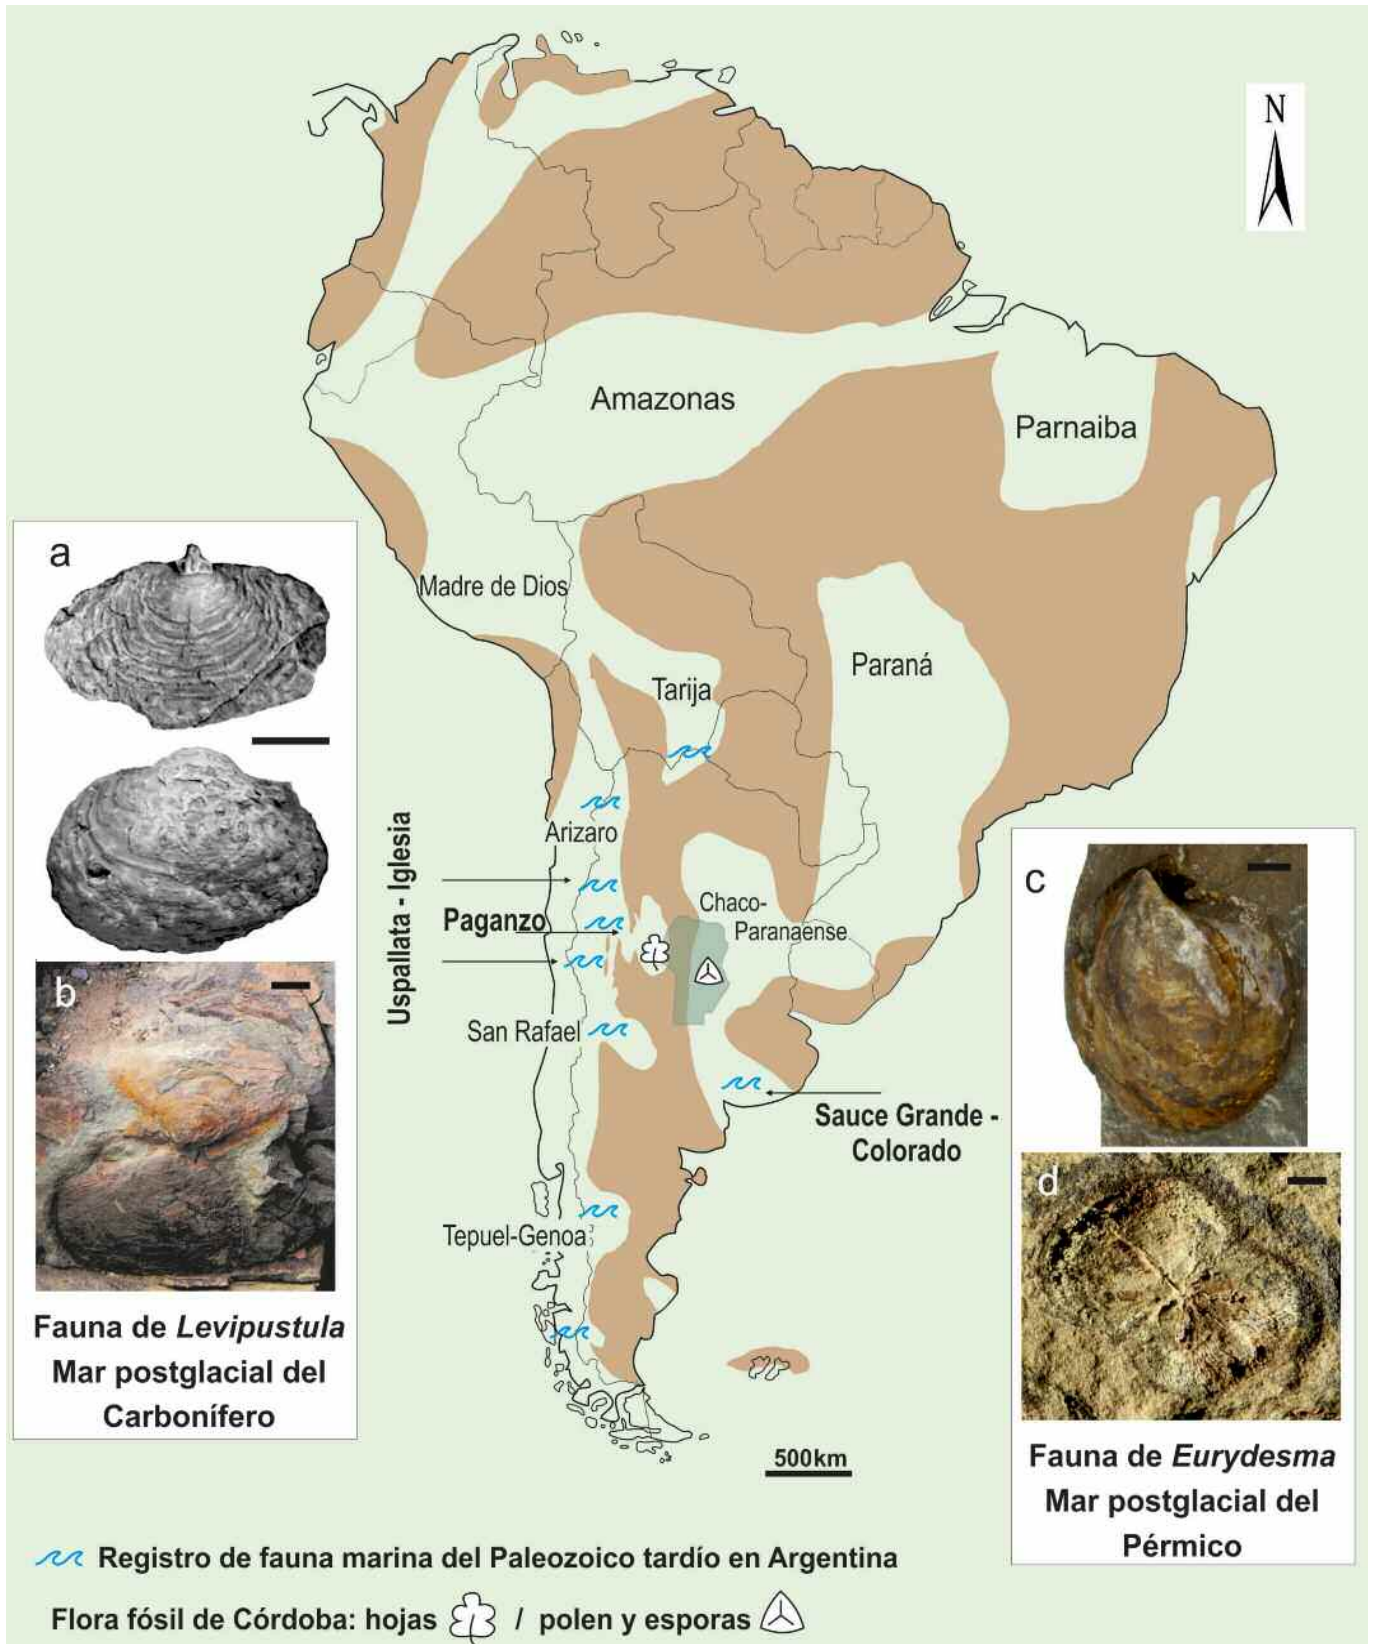 N
Amazonas
Parnaiba
a
Madre de Dios
Paraná
Tarija
Arizaro
Uspallata - Iglesia
Paganzo
Chaco-
Paranaense
c
b
San Rafael
Sauce Grande -
Colorado
d
Tepuel-Genoa
Fauna de Levipustula
Mar postglacial del
Carbonífero
500km
Fauna de Eurydesma
Mar postglacial del
Pérmico
Registro de fauna marina del Paleozoico tardío en Argentina
Flora fósil de Córdoba: hojas / polen y esporas